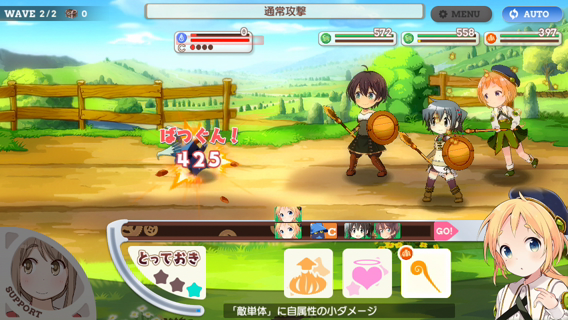 WAVE 2/2 0
通常攻撃
MENU
AUTO
0
C
572
558
397
ばつぐん!
425
C
GO!
とっておき
SUPPORT
「敵単体」に自属性の小ダメージ